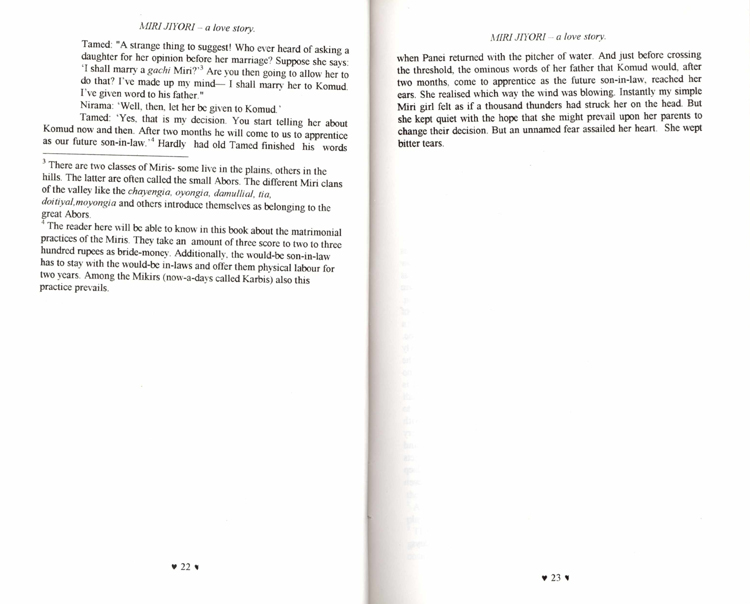 MIRI JIYORI – a love story.
Tamed: "A strange thing to suggest! Who ever heard of asking a
daughter for her opinion before her marriage? Suppose she says:
'I shall marry a gachi Miri?'3 Are you then going to allow her to
do that? I've made up my mind— I shall marry her to Komud.
I've given word to his father."
Nirama: 'Well, then, let her be given to Komud.'
Tamed: 'Yes, that is my decision. You start telling her about
Komud now and then. After two months he will come to us to apprentice
as our future son-in-law.'4 Hardly had old Tamed finished his words
3 There are two classes of Miris- some live in the plains, others in the
hills. The latter are often called the small Abors. The different Miri clans
of the valley like the chayengia, oyongia, damullial, tia,
doitiyal,moyongia and others introduce themselves as belonging to the
great Abors.
4 The reader here will be able to know in this book about the matrimonial
practices of the Miris. They take an amount of three score to two to three
hundred rupees as bride-money. Additionally, the would-be son-in-law
has to stay with the would-be in-laws and offer them physical labour for
two years. Among the Mikirs (now-a-days called Karbis) also this
practice prevails.
♥ 22 ♥
MIRI JIYORI – a love story.
when Panei returned with the pitcher of water. And just before crossing
the threshold, the ominous words of her father that Komud would, after
two months, come to apprentice as the future son-in-law, reached her
ears. She realised which way the wind was blowing. Instantly my simple
Miri girl felt as if a thousand thunders had struck her on the head. But
she kept quiet with the hope that she might prevail upon her parents to
change their decision. But an unnamed fear assailed her heart. She wept
bitter tears.
♥ 23 ♥